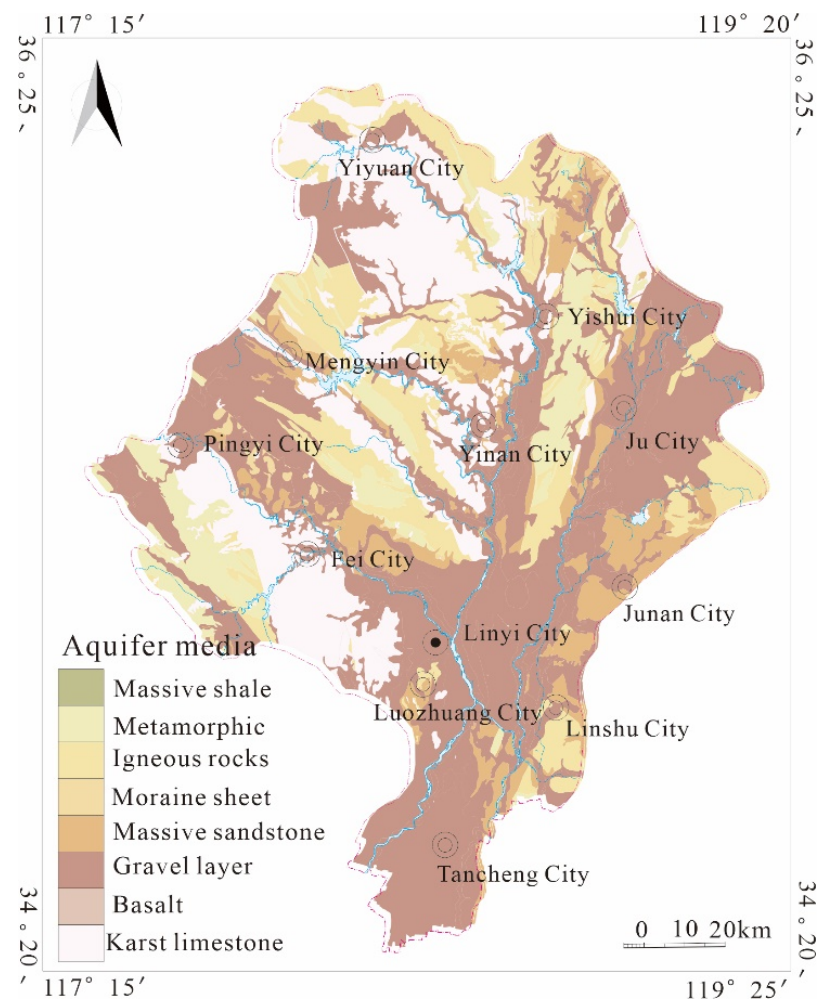 117° 15′
119° 20′
36° 25′
36° 25′
Yiyuan City
Yishui City
Mengyin City
Pingyi City
Yinan City
Ju City
Fei City
Junan City
Linyi City
Luozhuang City
Linshu City
Tancheng City
Aquifer media
Massive shale
Metamorphic
Igneous rocks
Moraine sheet
Massive sandstone
Gravel layer
Basalt
Karst limestone
0 10 20km
34° 20′
34° 20′
117° 15′
119° 25′